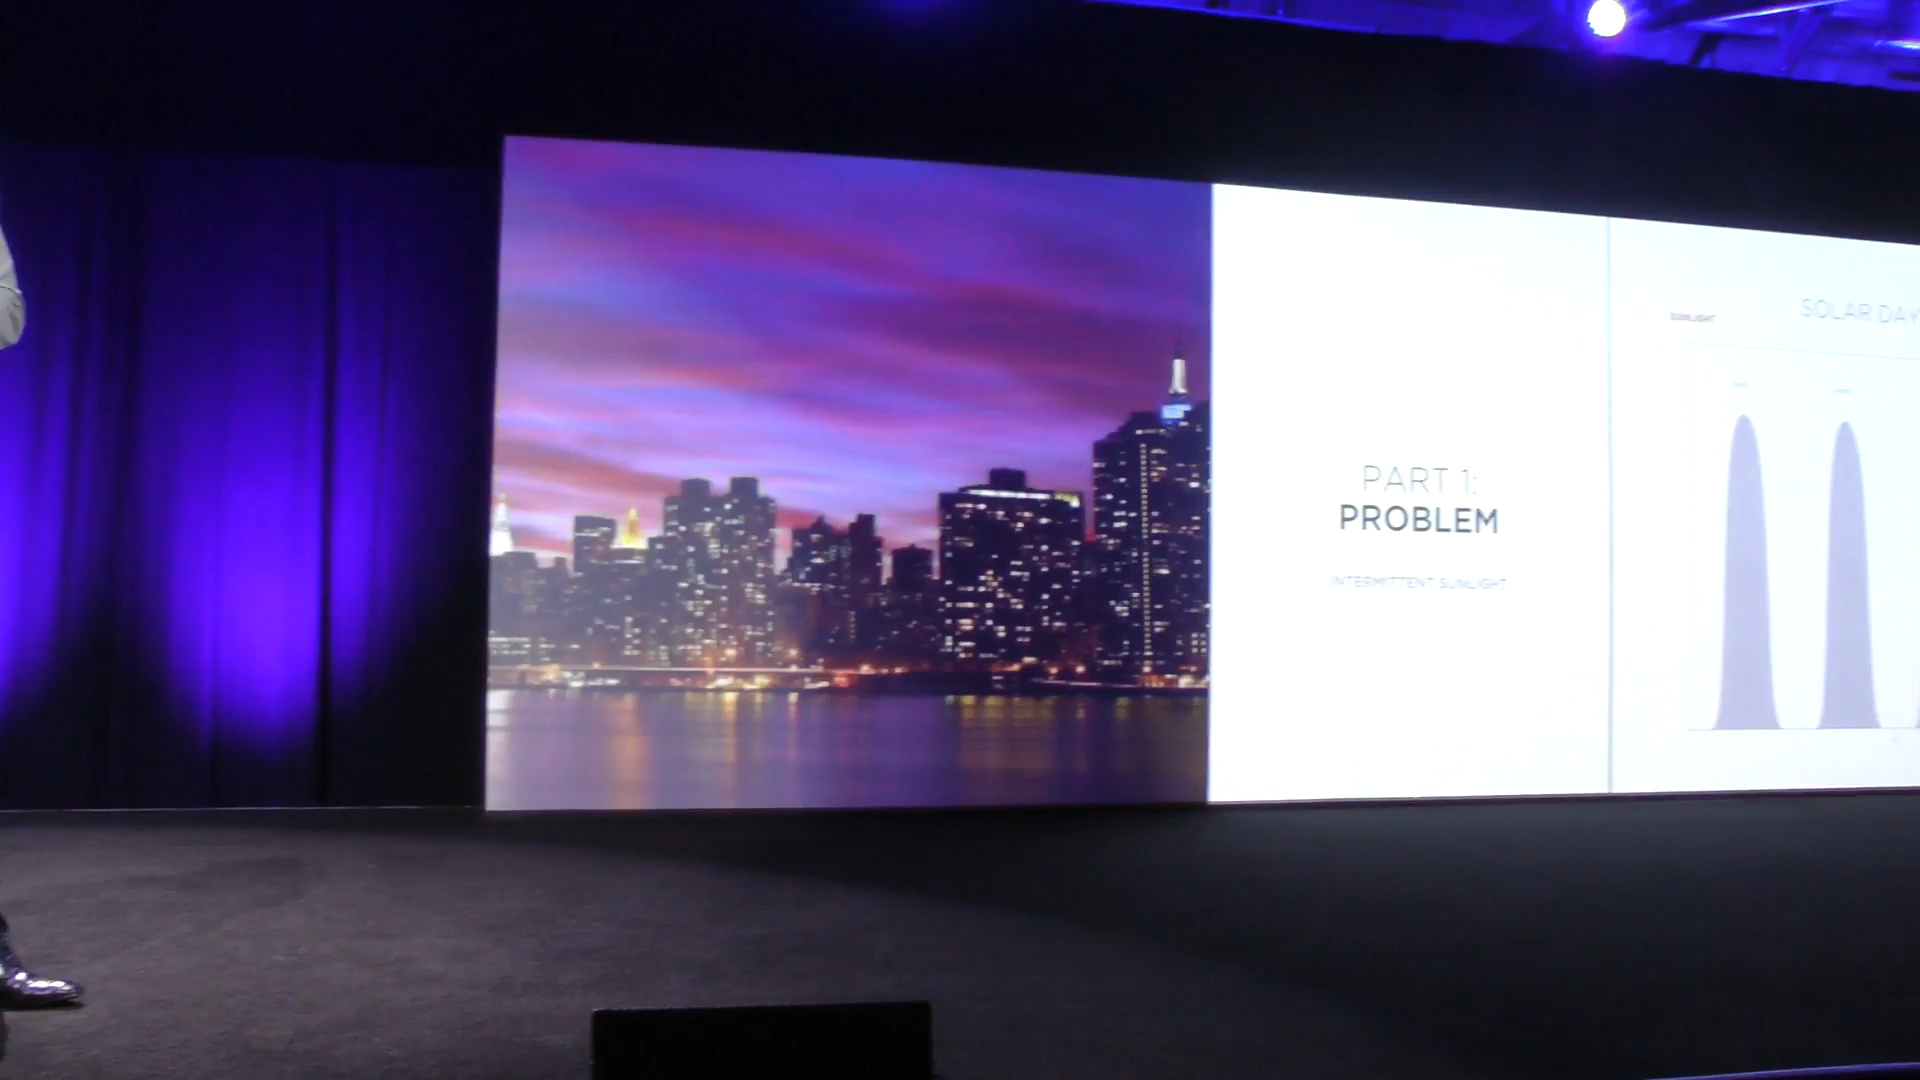 PART 1:
PROBLEM
INTERMITTENT SUNLIGHT
SUNLIGHT
SOLAR DAY